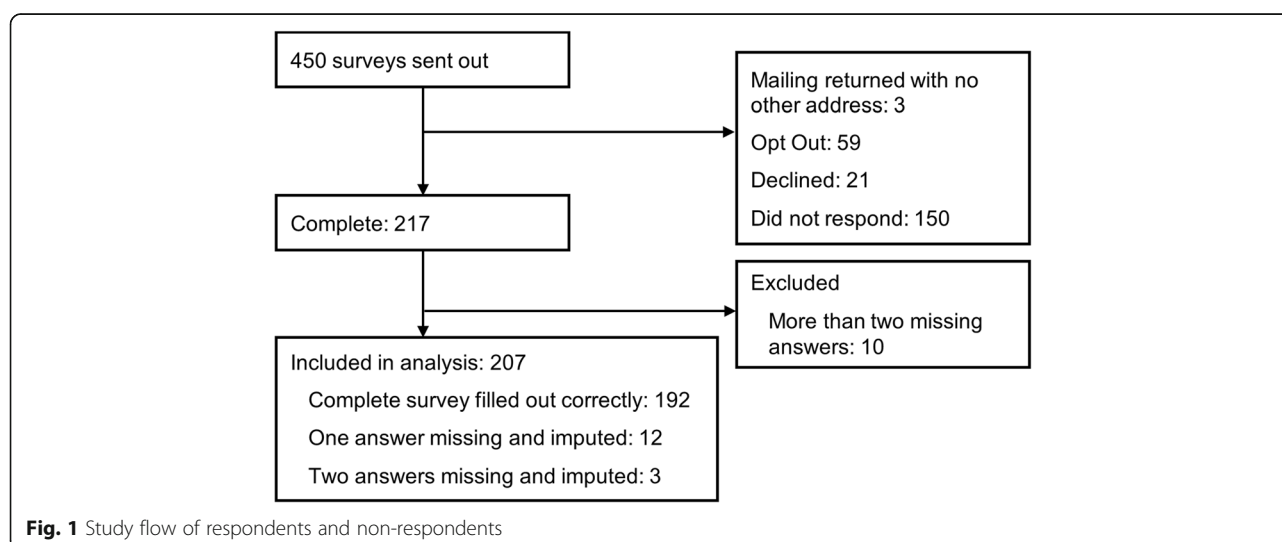 450 surveys sent out
Mailing returned with no
other address: 3
Opt Out: 59
Declined: 21
Did not respond: 150
Complete: 217
Excluded
More than two missing
answers: 10
Included in analysis: 207
Complete survey filled out correctly: 192
One answer missing and imputed: 12
Two answers missing and imputed: 3
Fig. 1 Study flow of respondents and non-respondents